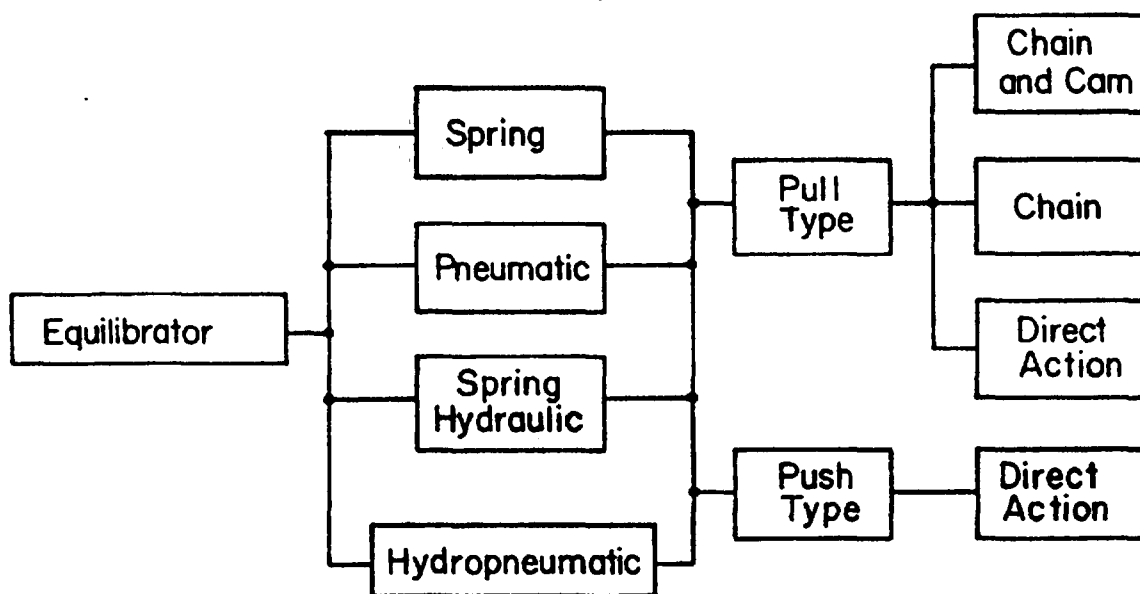 Equilibrator
Spring
Pneumatic
Spring
Hydraulic
Hydropneumatic
Pull
Type
Push
Type
Chain
and Cam
Chain
Direct
Action
Direct
Action